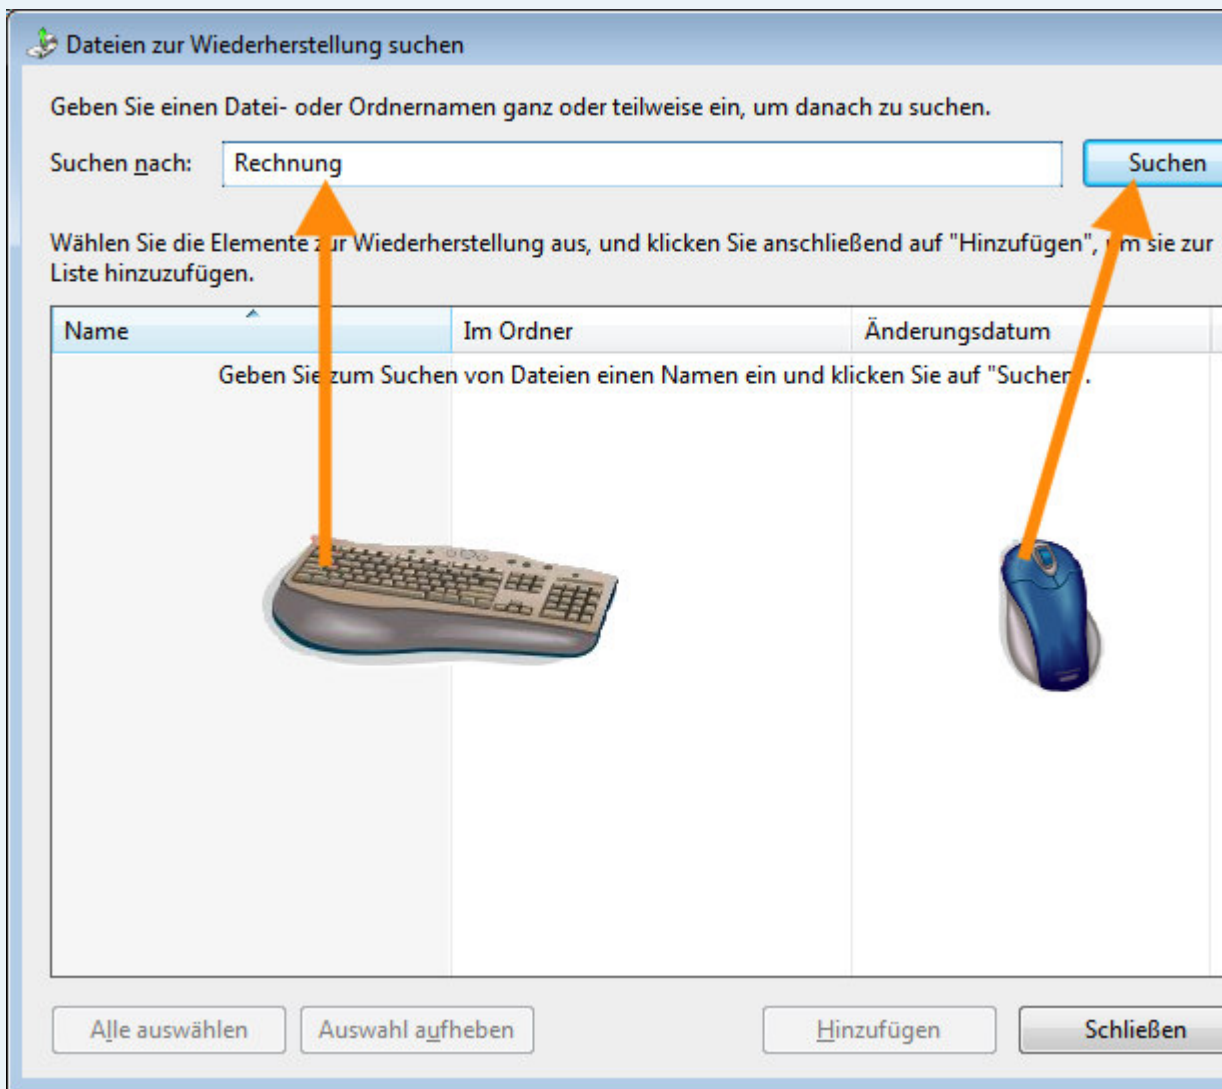 Dateien zur Wiederherstellung suchen
Geben Sie einen Datei- oder Ordnernamen ganz oder teilweise ein, um danach zu suchen.
Suchen nach: Rechnung Suchen
Wählen Sie die Elemente zur Wiederherstellung aus, und klicken Sie anschließend auf "Hinzufügen", um sie zur
Liste hinzuzufügen.
Name Im Ordner Änderungsdatum
Geben Sie zum Suchen von Dateien einen Namen ein und klicken Sie auf "Suchen".
Alle auswählen Auswahl aufheben Hinzufügen Schließen